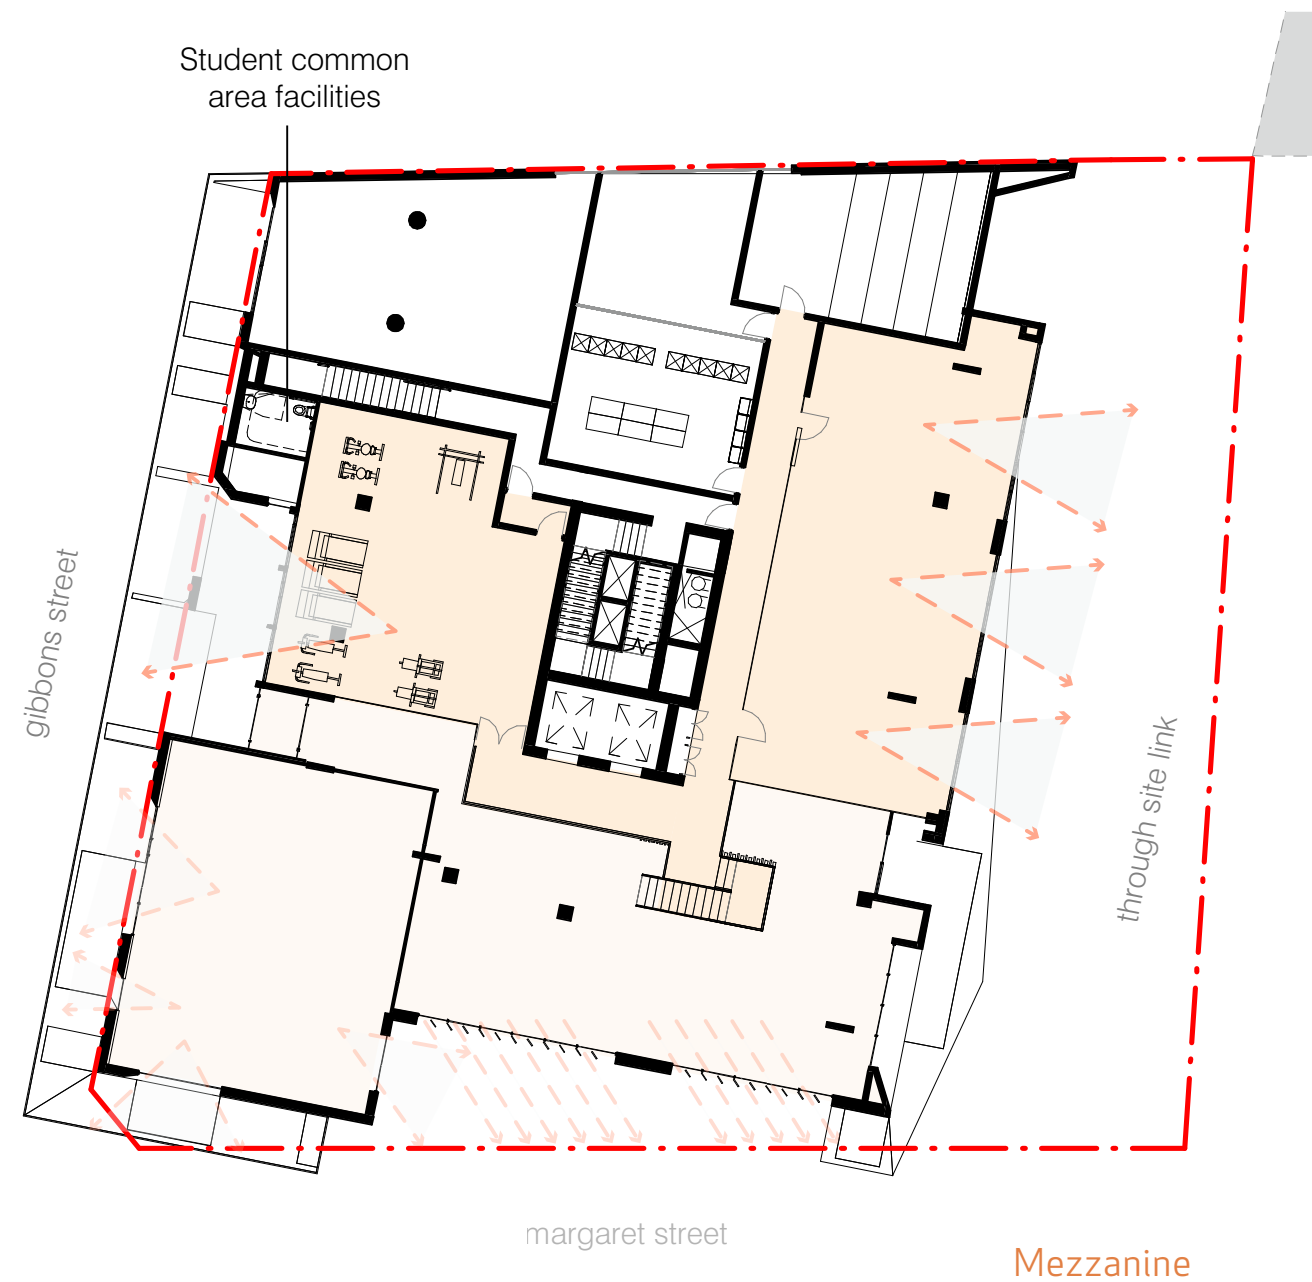 Student common
area facilities
gibbons street
through site link
margaret street
Mezzanine